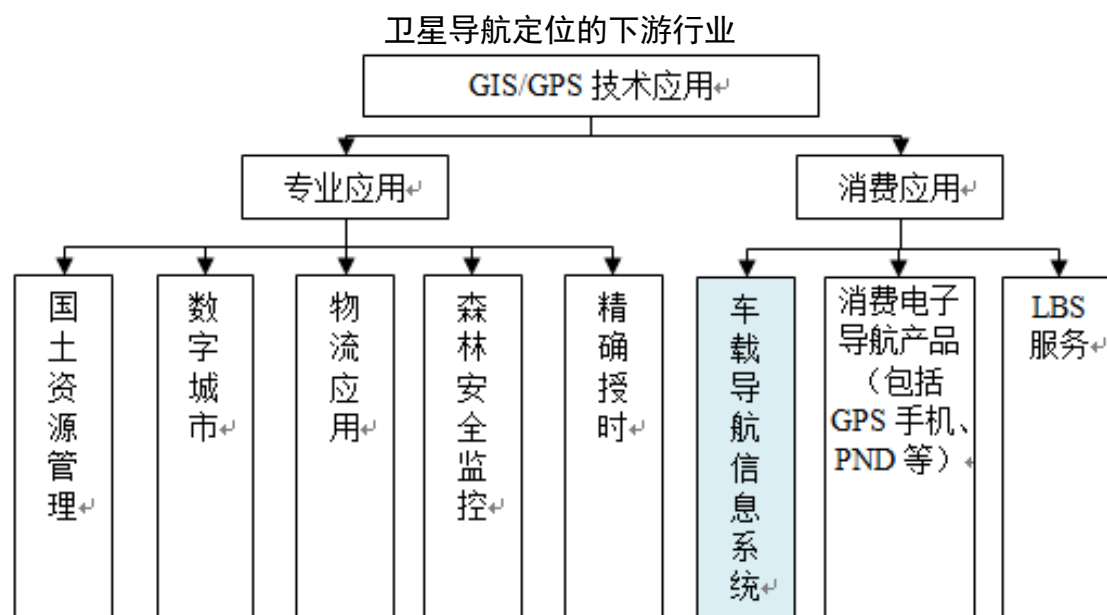 卫星导航定位的下游行业
GIS/GPS 技术应用
专业应用
消费应用
国土资源管理
数字城市
物流应用
森林安全监控
精确授时
车载导航信息系统
消费电子
导航产品
（包括
GPS 手机、
PND 等）
LBS
服务